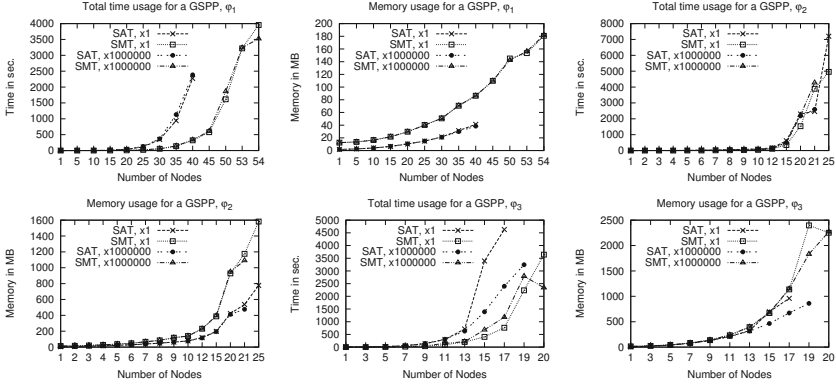 Total time usage for a GSPP, φ1
Time in sec.
4000
3500
3000
2500
2000
1500
1000
500
0
SAT, x1
SMT, x1
SAT, x1000000
SMT, x1000000
1 5 10 15 20 25 30 35 40 45 50 53 54
Number of Nodes
Memory usage for a GSPP, φ1
Memory in MB
200
180
160
140
120
100
80
60
40
20
0
SAT, x1
SMT, x1
SAT, x1000000
SMT, x1000000
1 5 10 15 20 25 30 35 40 45 50 53 54
Number of Nodes
Total time usage for a GSPP, φ2
Time in sec.
8000
7000
6000
5000
4000
3000
2000
1000
0
SAT, x1
SMT, x1
SAT, x1000000
SMT, x1000000
1 2 3 4 5 6 7 8 9 10 12 15 20 21 25
Number of Nodes
Memory usage for a GSPP, φ2
Memory in MB
1600
1400
1200
1000
800
600
400
200
0
SAT, x1
SMT, x1
SAT, x1000000
SMT, x1000000
1 2 3 4 5 6 7 8 9 10 12 15 20 21 25
Number of Nodes
Total time usage for a GSPP, φ3
Time in sec.
5000
4500
4000
3500
3000
2500
2000
1500
1000
500
0
SAT, x1
SMT, x1
SAT, x1000000
SMT, x1000000
1 3 5 7 9 11 13 15 17 19 20
Number of Nodes
Memory usage for a GSPP, φ3
Memory in MB
2500
2000
1500
1000
500
0
SAT, x1
SMT, x1
SAT, x1000000
SMT, x1000000
1 3 5 7 9 11 13 15 17 19 20
Number of Nodes